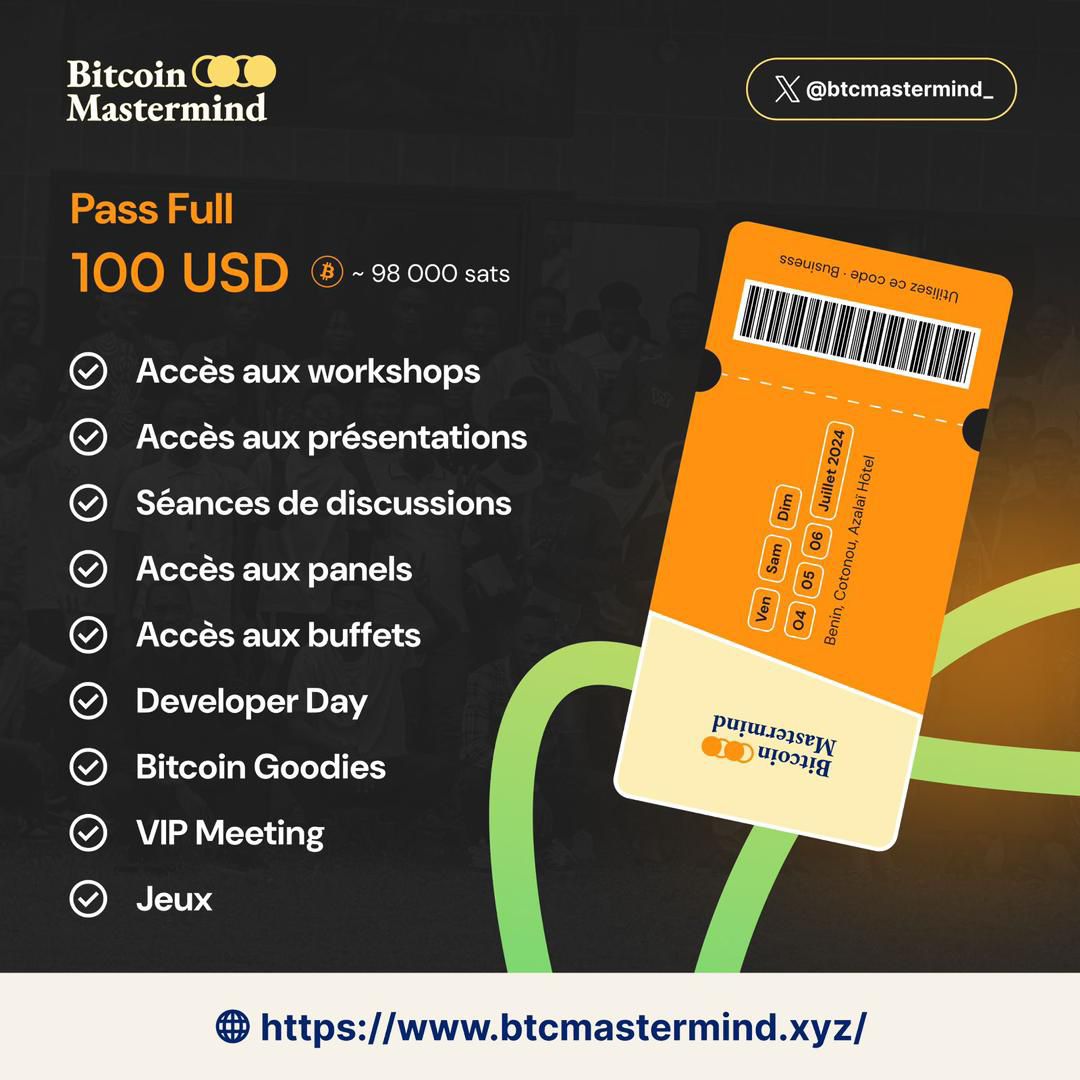 Bitcoin
Mastermind
@btcmastermind_
Pass Full
100 USD ~ 98 000 sats
Accès aux workshops
Accès aux présentations
Séances de discussions
Accès aux panels
Accès aux buffets
Developer Day
Bitcoin Goodies
VIP Meeting
Jeux
Utilisez ce code · Business
Ven Sam Dim
04 05 06 Juillet 2024
Benin, Cotonou, Azalaï Hôtel
Bitcoin
Mastermind
https://www.btcmastermind.xyz/